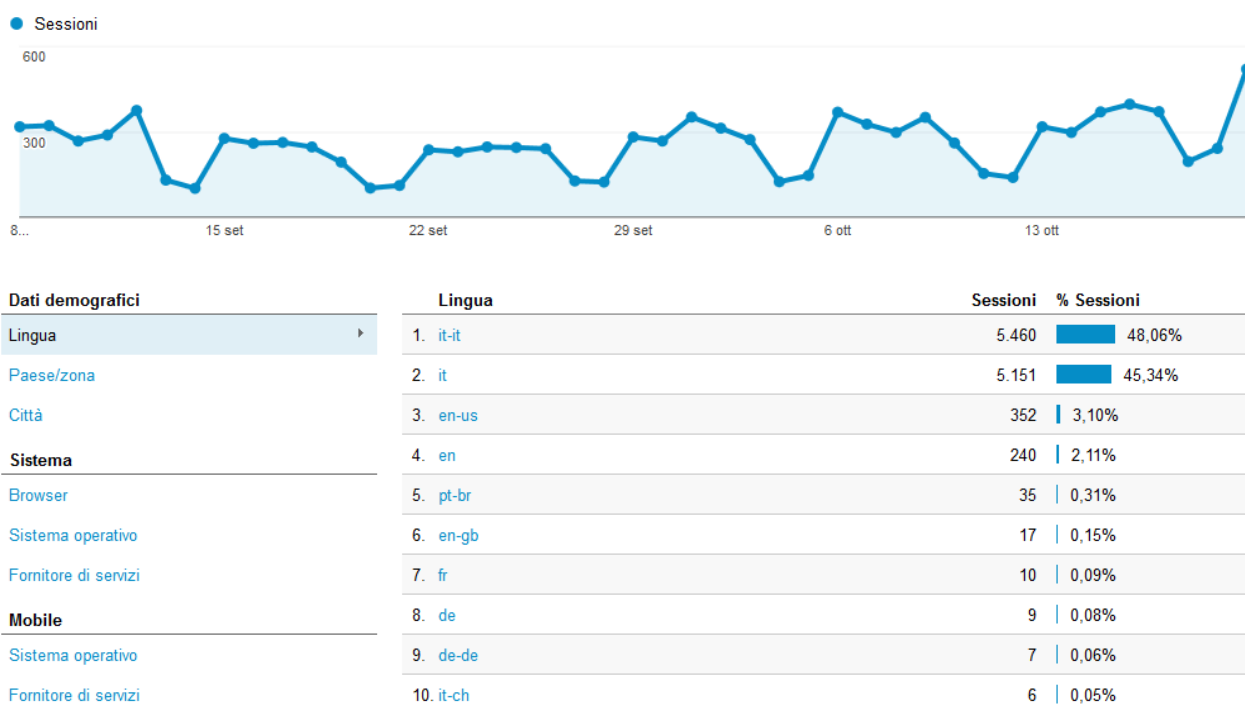 Sessioni
600
300
8...
15 set
22 set
29 set
6 ott
13 ott
Dati demografici
Lingua
Paese/zona
Città
Sistema
Browser
Sistema operativo
Fornitore di servizi
Mobile
Sistema operativo
Fornitore di servizi
Lingua Sessioni % Sessioni
1. it-it 5.460 48,06%
2. it 5.151 45,34%
3. en-us 352 3,10%
4. en 240 2,11%
5. pt-br 35 0,31%
6. en-gb 17 0,15%
7. fr 10 0,09%
8. de 9 0,08%
9. de-de 7 0,06%
10. it-ch 6 0,05%